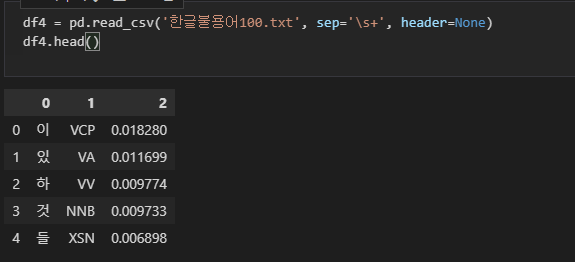 df4 = pd.read_csv('한글불용어100.txt', sep='\s+', header=None)
df4.head()
0 1 2
0 이 VCP 0.018280
1 있 VA 0.011699
2 하 VV 0.009774
3 것 NNB 0.009733
4 들 XSN 0.006898